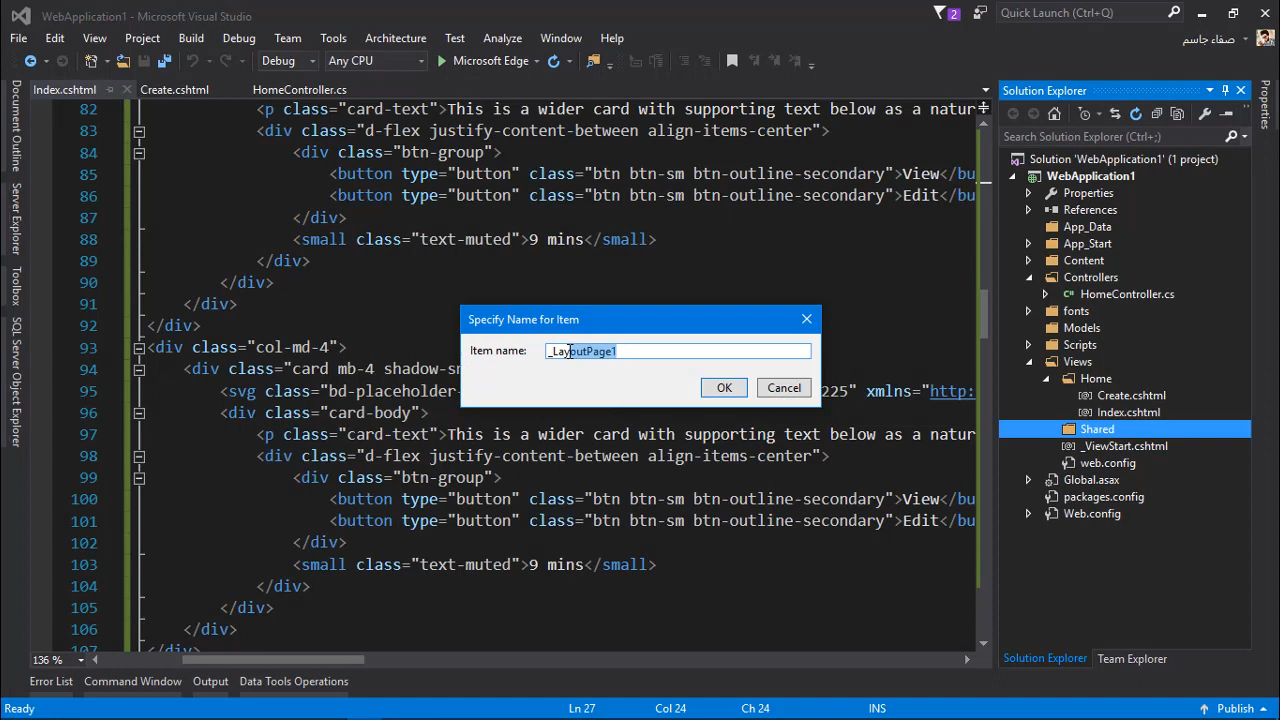 WebApplication1 - Microsoft Visual Studio
2
Quick Launch (Ctrl+Q)
File Edit View Project Build Debug Team Tools Architecture Test Analyze Window Help
صفاء جاسم
Debug Any CPU Microsoft Edge
Index.cshtml Create.cshtml HomeController.cs
Document Outline
Server Explorer
Toolbox
SQL Server Object Explorer
82 <p class="card-text">This is a wider card with supporting text below as a natur
83 <div class="d-flex justify-content-between align-items-center">
84 <div class="btn-group">
85 <button type="button" class="btn btn-sm btn-outline-secondary">View</bu
86 <button type="button" class="btn btn-sm btn-outline-secondary">Edit</bu
87 </div>
88 <small class="text-muted">9 mins</small>
89 </div>
90 </div>
91 </div>
92 </div>
93 <div class="col-md-4">
94 <div class="card mb-4 shadow-sm
95 <svg class="bd-placeholder- 225" xmlns="http:
96 <div class="card-body">
97 <p class="card-text">This is a wider card with supporting text below as a natur
98 <div class="d-flex justify-content-between align-items-center">
99 <div class="btn-group">
100 <button type="button" class="btn btn-sm btn-outline-secondary">View</bu
101 <button type="button" class="btn btn-sm btn-outline-secondary">Edit</bu
102 </div>
103 <small class="text-muted">9 mins</small>
104 </div>
105 </div>
106 </div>
107 </div>
Specify Name for Item
Item name: _LayoutPage1
OK Cancel
Solution Explorer
Search Solution Explorer (Ctrl+;)
Solution 'WebApplication1' (1 project)
WebApplication1
Properties
References
App_Data
App_Start
Content
Controllers
HomeController.cs
fonts
Models
Scripts
Views
Home
Create.cshtml
Index.cshtml
Shared
_ViewStart.cshtml
web.config
Global.asax
packages.config
Web.config
Solution Explorer Team Explorer
Properties
136 %
Error List Command Window Output Data Tools Operations
Ready Ln 27 Col 24 Ch 24 INS Publish